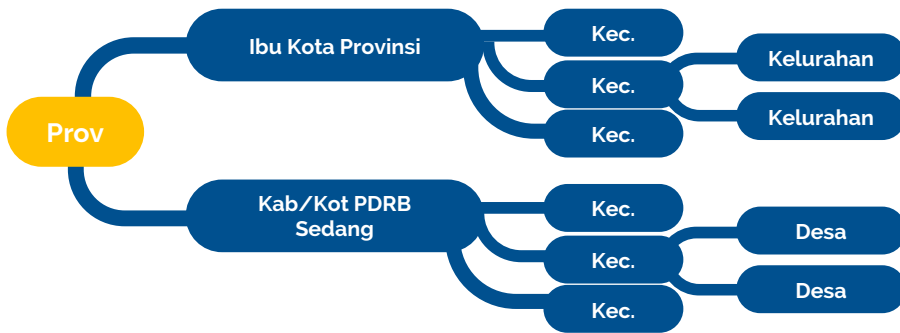 Prov
Ibu Kota Provinsi
Kec.
Kec.
Kelurahan
Kelurahan
Kec.
Kab/Kot PDRB
Sedang
Kec.
Kec.
Desa
Desa
Kec.